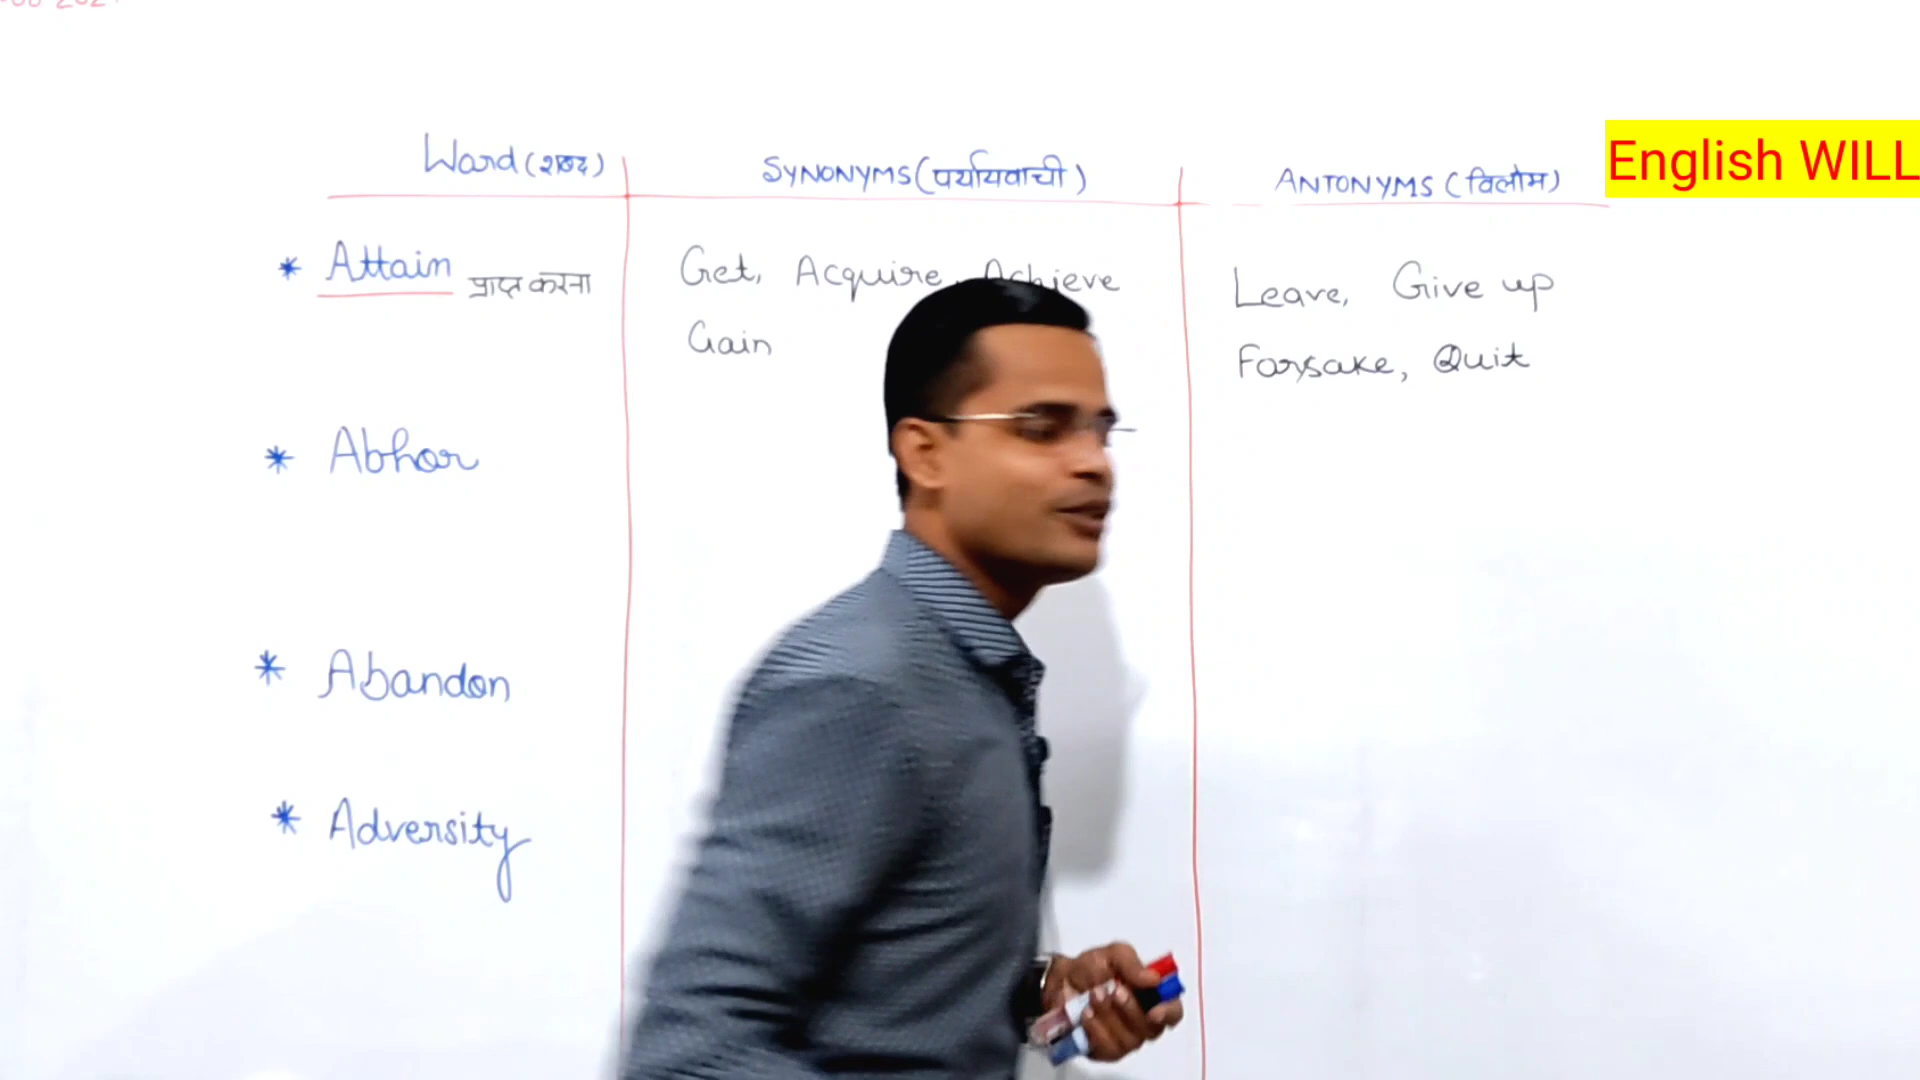 Word (शब्द)
SYNONYMS (पर्यायवाची)
ANTONYMS (विलोम)
English WILL
* Attain प्राप्त करना
Get, Acquire, Achieve
Gain
Leave, Give up
Forsake, Quit
* Abhor
* Abandon
* Adversity